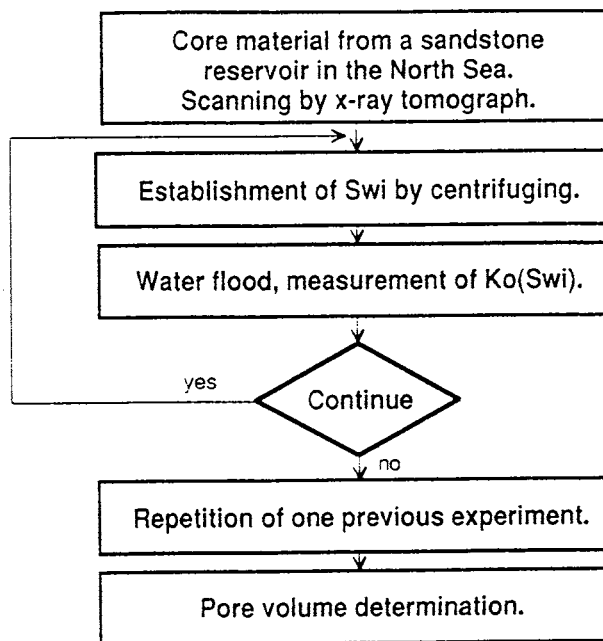 Core material from a sandstone
reservoir in the North Sea.
Scanning by x-ray tomograph.
Establishment of Swi by centrifuging.
Water flood, measurement of Ko(Swi).
yes
Continue
no
Repetition of one previous experiment.
Pore volume determination.